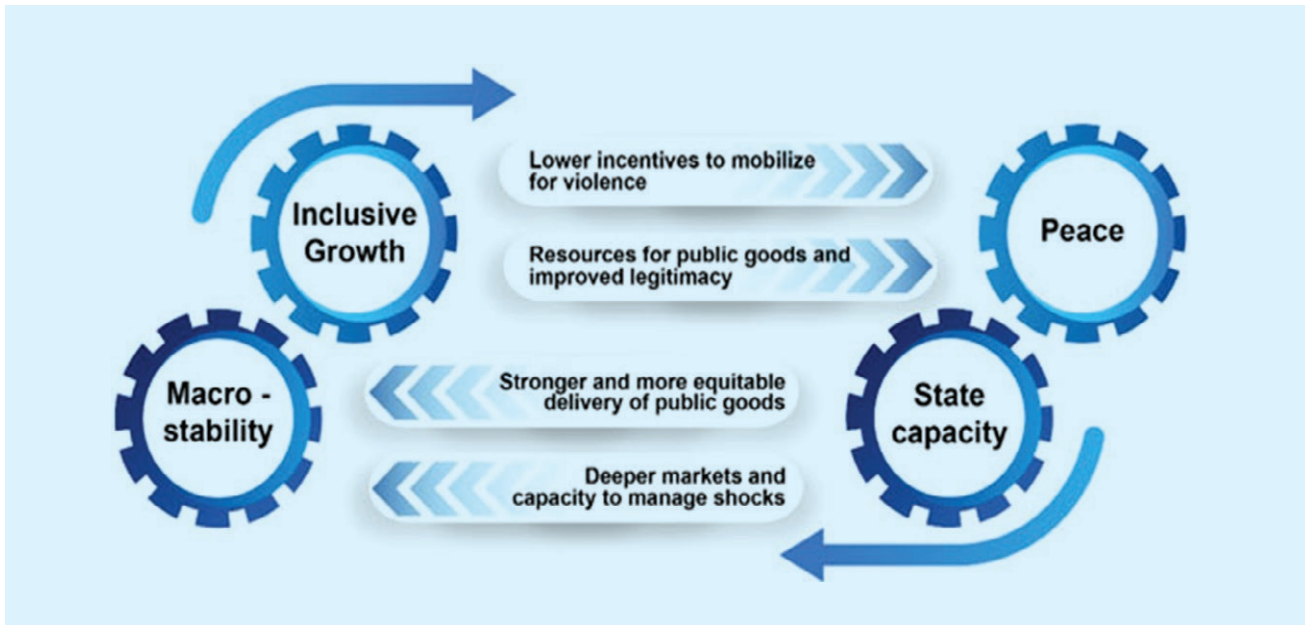 Lower incentives to mobilize
for violence
Inclusive
Growth
Peace
Resources for public goods and
improved legitimacy
Stronger and more equitable
delivery of public goods
Macro -
stability
State
capacity
Deeper markets and
capacity to manage shocks